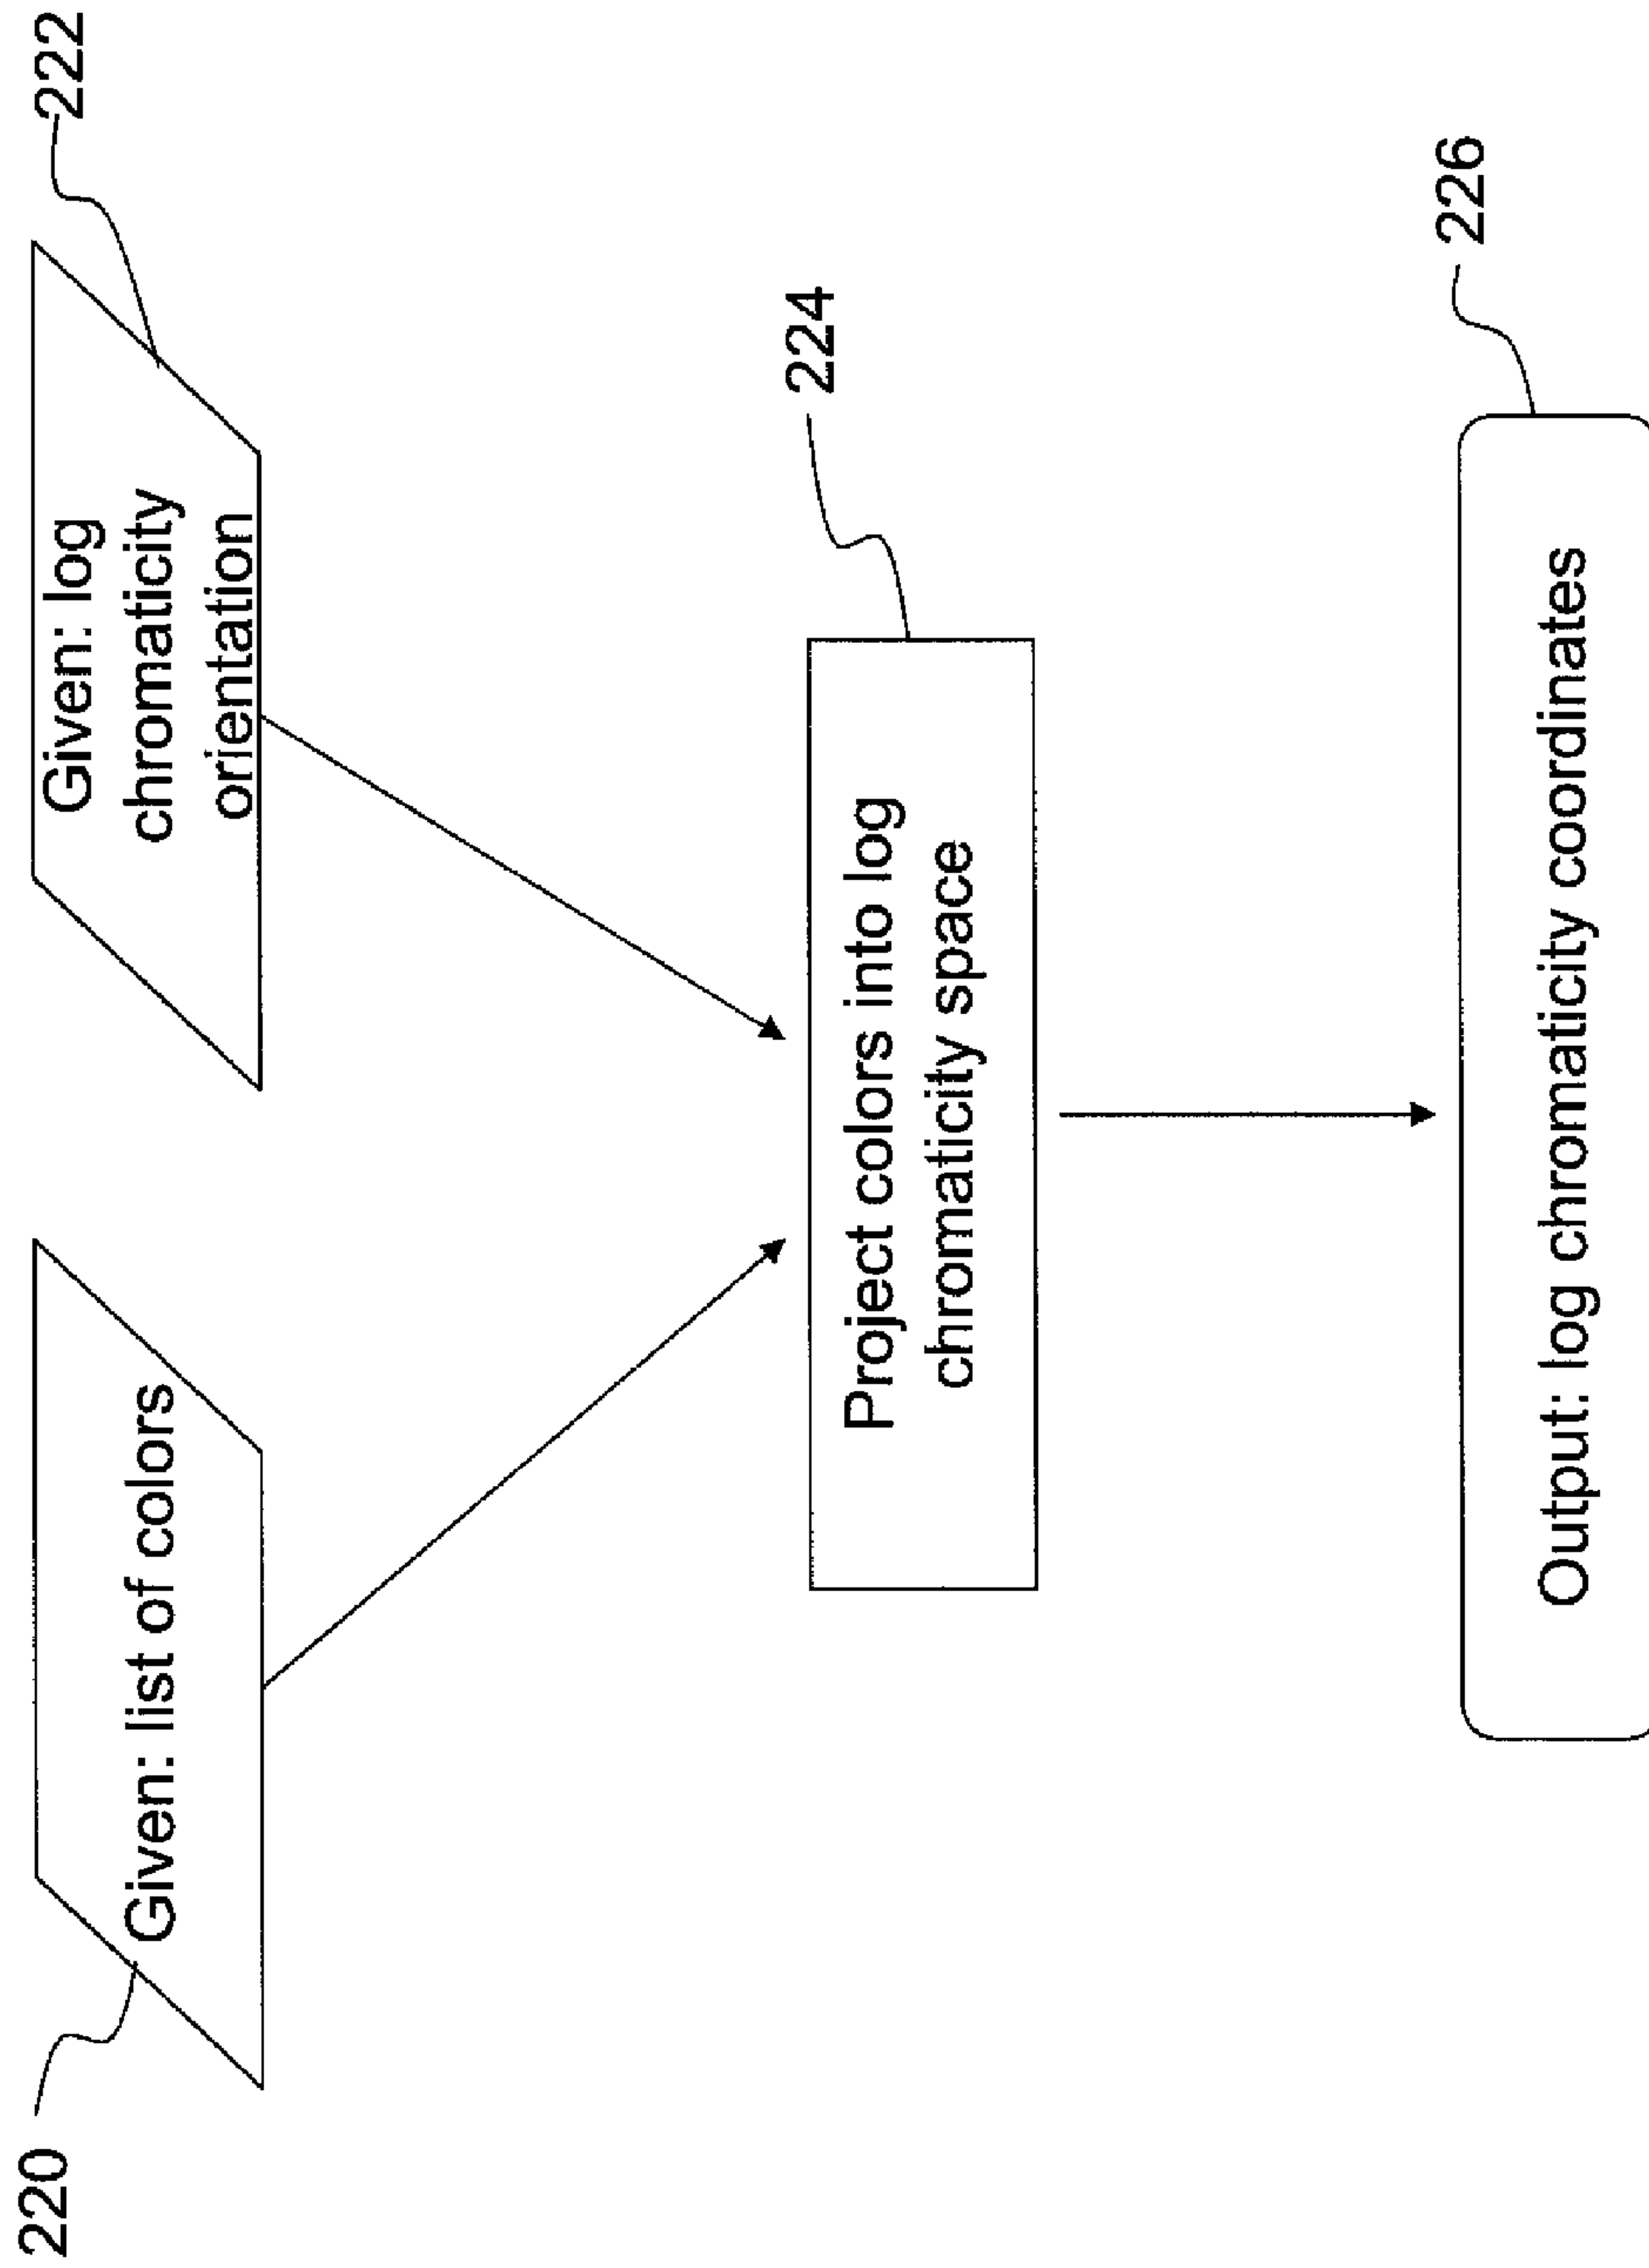 220
Given: list of colors
Given: log
chromaticity
orientation
222
Project colors into log
chromaticity space
224
Output: log chromaticity coordinates
226